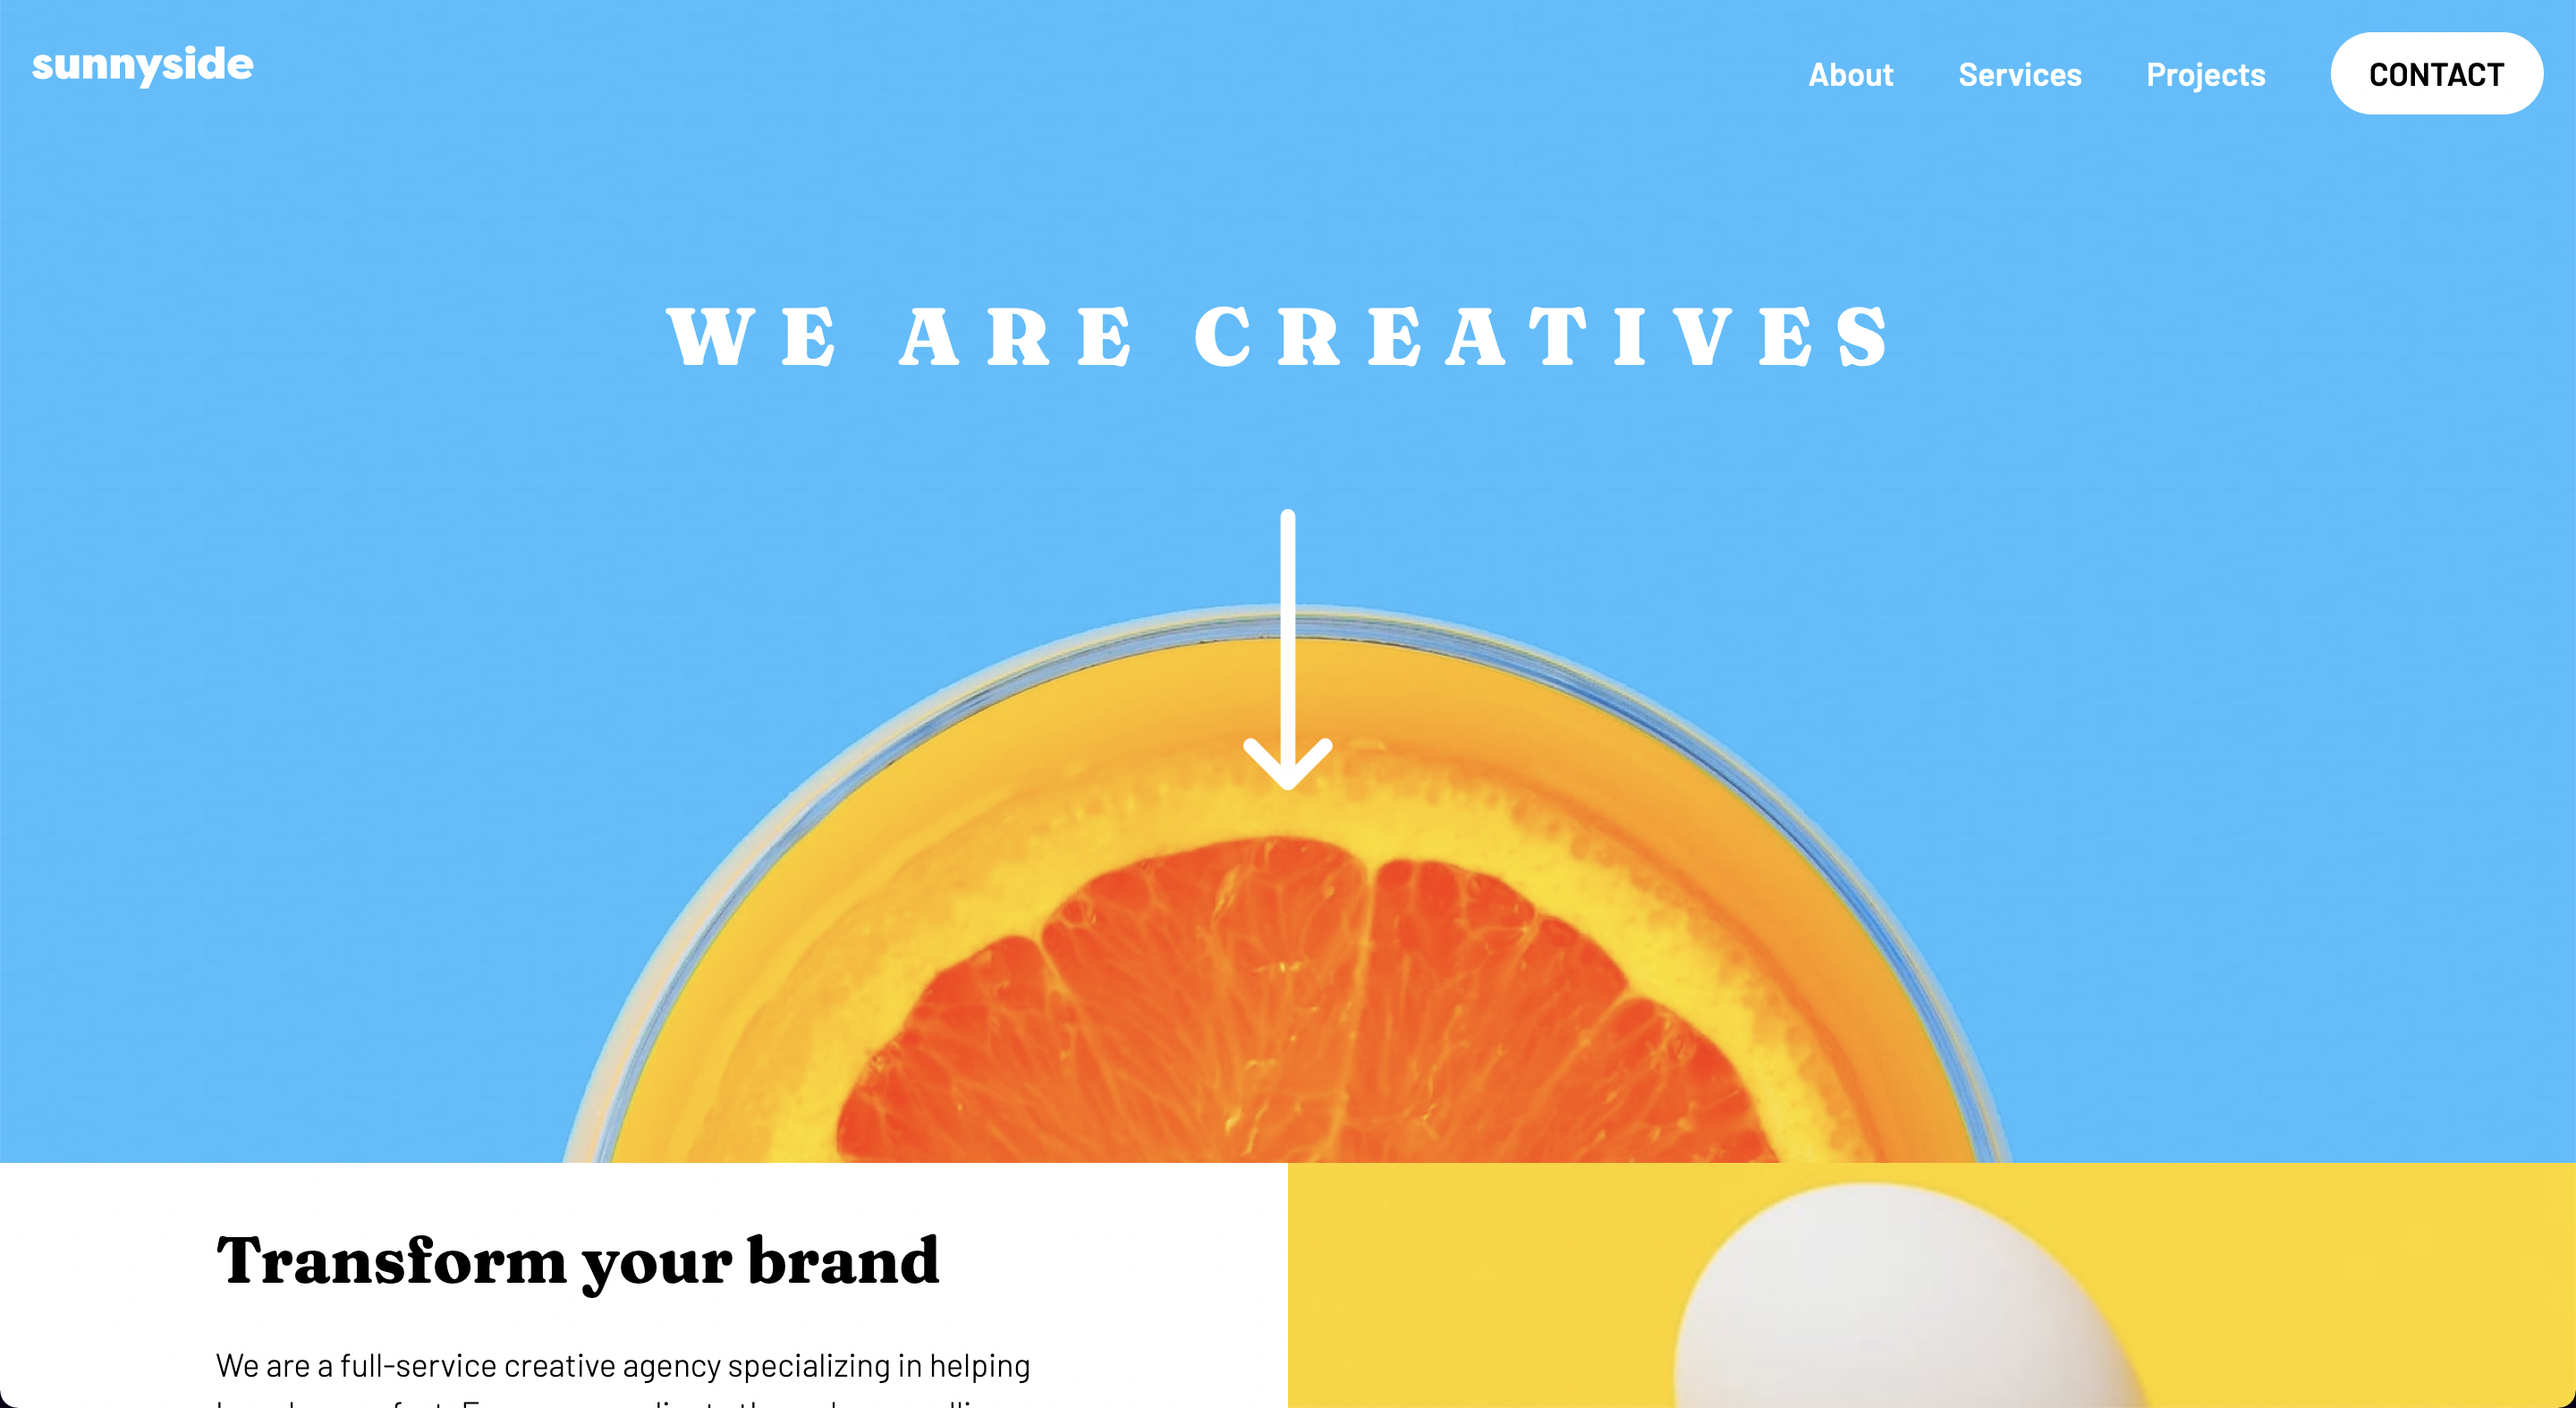 sunnyside
About Services Projects CONTACT
WE ARE CREATIVES
Transform your brand
We are a full-service creative agency specializing in helping